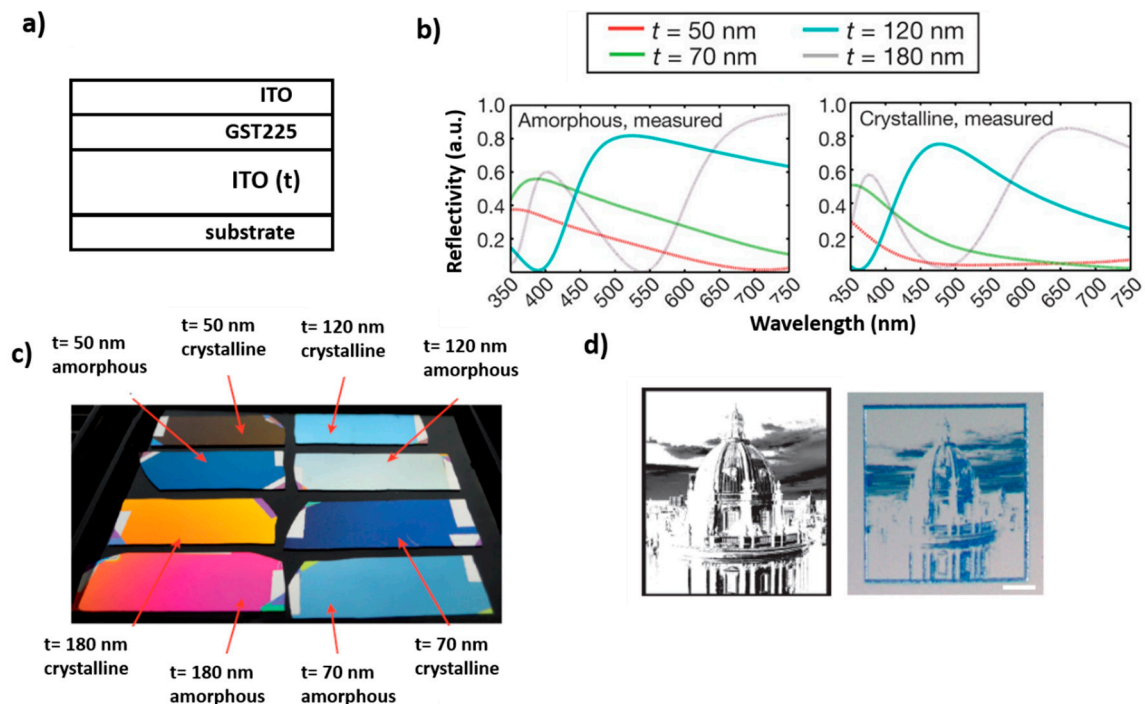 a)
ITO
GST225
ITO (t)
substrate
b)
t = 50 nm
t = 120 nm
t = 70 nm
t = 180 nm
Reflectivity (a.u.)
1.0
0.8
0.6
0.4
0.2
Amorphous, measured
350 400 450 500 550 600 650 700 750
1.0
0.8
0.6
0.4
0.2
Crystalline, measured
350 400 450 500 550 600 650 700 750
Wavelength (nm)
c)
t= 50 nm
amorphous
t= 50 nm
crystalline
t= 120 nm
crystalline
t= 120 nm
amorphous
t= 180 nm
crystalline
t= 180 nm
amorphous
t= 70 nm
amorphous
t= 70 nm
crystalline
d)